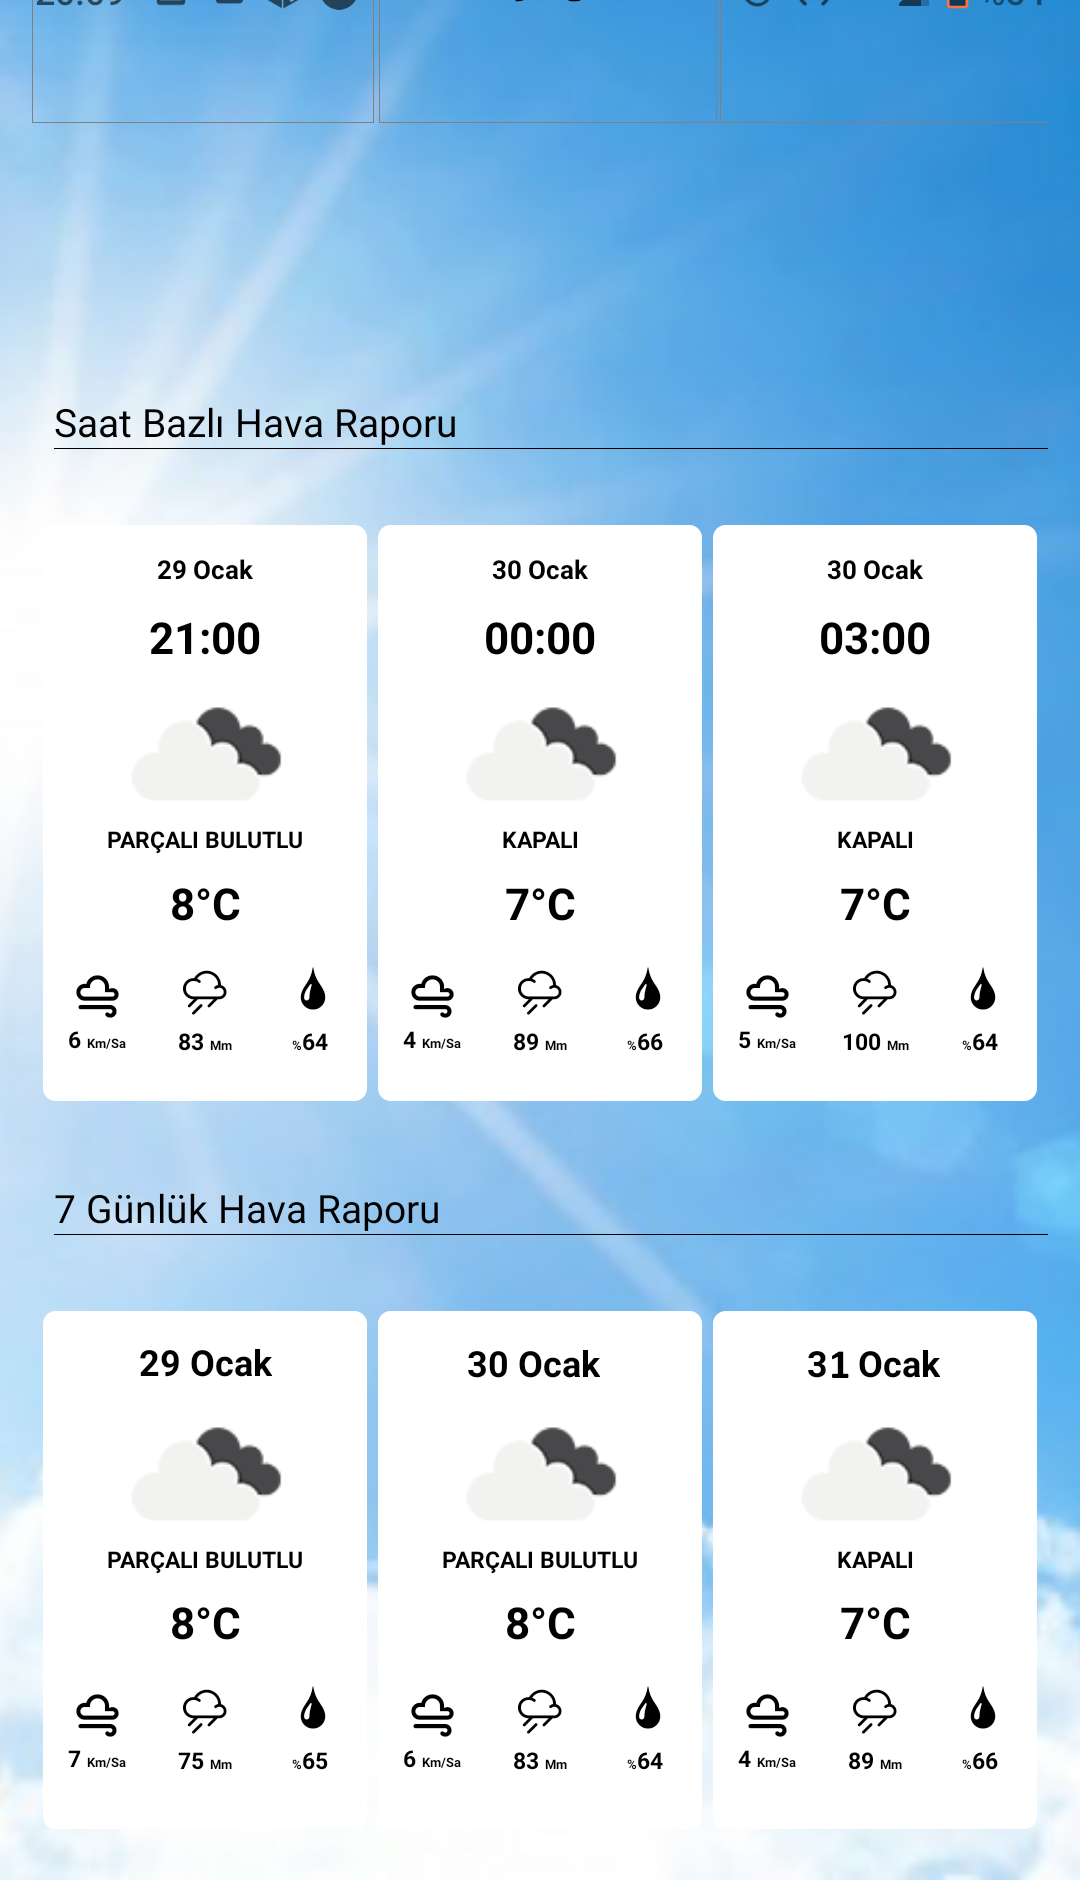 Saat Bazlı Hava Raporu
29 Ocak
21:00
PARÇALI BULUTLU
8°C
6 Km/Sa 83 Mm %64
30 Ocak
00:00
KAPALI
7°C
4 Km/Sa 89 Mm %66
30 Ocak
03:00
KAPALI
7°C
5 Km/Sa 100 Mm %64
7 Günlük Hava Raporu
29 Ocak
PARÇALI BULUTLU
8°C
7 Km/Sa 75 Mm %65
30 Ocak
PARÇALI BULUTLU
8°C
6 Km/Sa 83 Mm %64
31 Ocak
KAPALI
7°C
4 Km/Sa 89 Mm %66